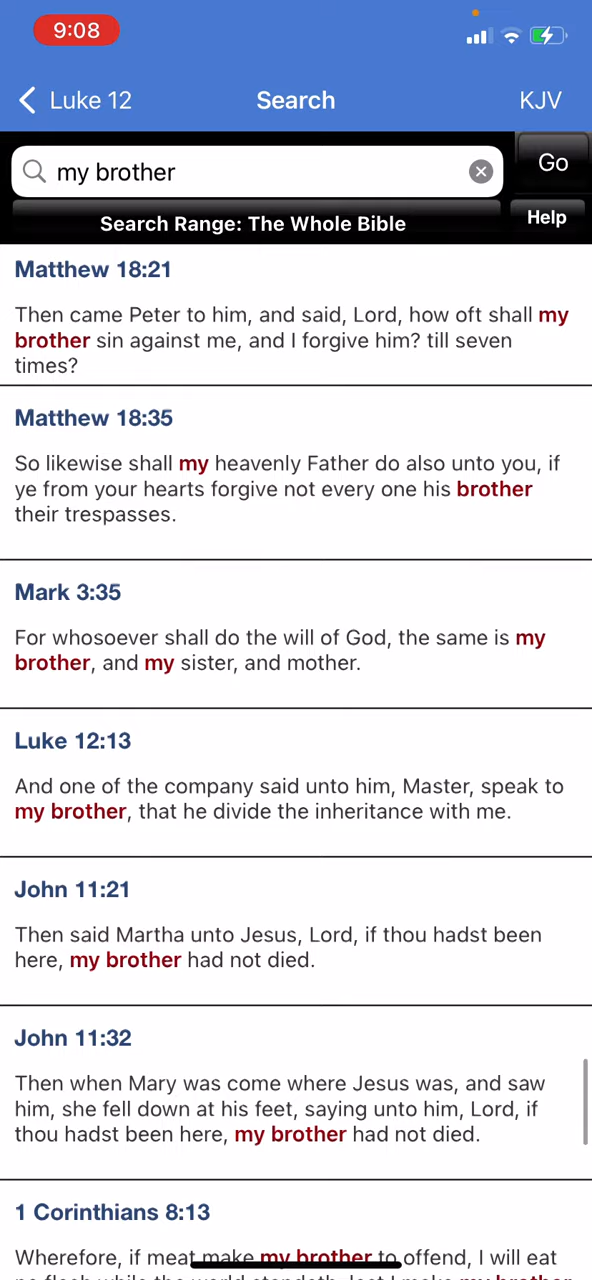 9:08
Luke 12
Search
KJV
my brother
Go
Search Range: The Whole Bible
Help
Matthew 18:21
Then came Peter to him, and said, Lord, how oft shall my
brother sin against me, and I forgive him? till seven
times?
Matthew 18:35
So likewise shall my heavenly Father do also unto you, if
ye from your hearts forgive not every one his brother
their trespasses.
Mark 3:35
For whosoever shall do the will of God, the same is my
brother, and my sister, and mother.
Luke 12:13
And one of the company said unto him, Master, speak to
my brother, that he divide the inheritance with me.
John 11:21
Then said Martha unto Jesus, Lord, if thou hadst been
here, my brother had not died.
John 11:32
Then when Mary was come where Jesus was, and saw
him, she fell down at his feet, saying unto him, Lord, if
thou hadst been here, my brother had not died.
1 Corinthians 8:13
Wherefore, if meat make my brother to offend, I will eat